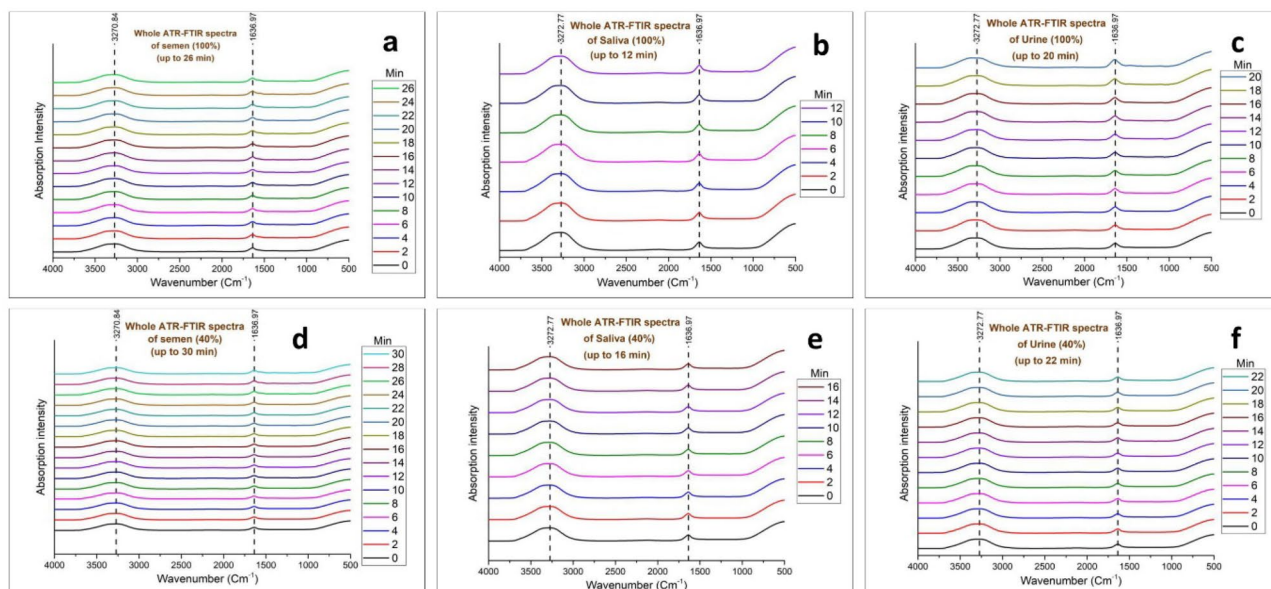 Whole ATR-FTIR spectra
of semen (100%)
(up to 26 min)
-3270.84
-1636.97
a
Min
26
24
22
20
18
16
14
12
10
8
6
4
2
0
Absorption Intensity
4000 3500 3000 2500 2000 1500 1000 500
Wavenumber (Cm-1)
Whole ATR-FTIR spectra
of Saliva (100%)
(up to 12 min)
-3272.77
-1636.97
b
Min
12
10
8
6
4
2
0
Absorption intensity
4000 3500 3000 2500 2000 1500 1000 500
Wavenumber (Cm-1)
Whole ATR-FTIR spectra
of Urine (100%)
(up to 20 min)
-3272.77
-1636.97
c
Min
20
18
16
14
12
10
8
6
4
2
0
Absorption intensity
4000 3500 3000 2500 2000 1500 1000 500
Wavenumber (Cm-1)
Whole ATR-FTIR spectra
of semen (40%)
(up to 30 min)
-3270.84
-1636.97
d
Min
30
28
26
24
22
20
18
16
14
12
10
8
6
4
2
0
Absorption intensity
4000 3500 3000 2500 2000 1500 1000 500
Wavenumber (Cm-1)
Whole ATR-FTIR spectra
of Saliva (40%)
(up to 16 min)
-3272.77
-1636.97
e
Min
16
14
12
10
8
6
4
2
0
Absorption intensity
4000 3500 3000 2500 2000 1500 1000 500
Wavenumber (Cm-1)
Whole ATR-FTIR spectra
of Urine (40%)
(up to 22 min)
-3272.77
-1636.97
f
Min
22
20
18
16
14
12
10
8
6
4
2
0
Absorption intensity
4000 3500 3000 2500 2000 1500 1000 500
Wavenumber (Cm-1)